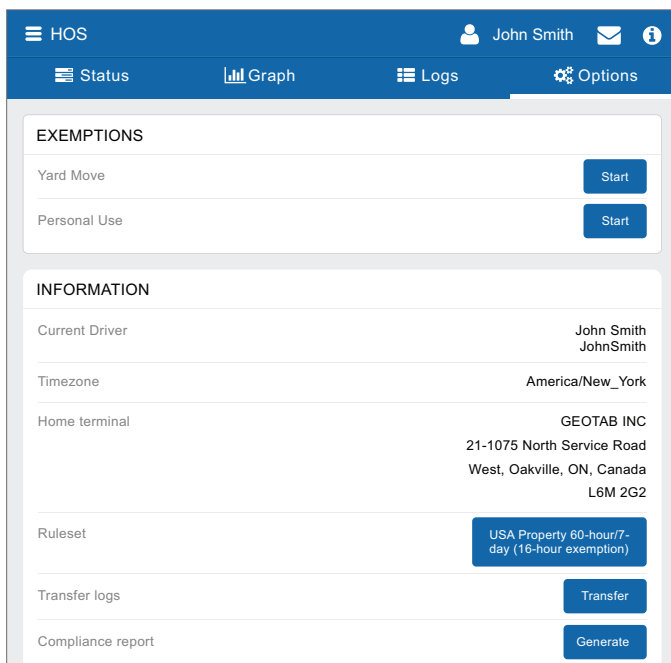 HOS
John Smith
Status
Graph
Logs
Options
EXEMPTIONS
Yard Move
Start
Personal Use
Start
INFORMATION
Current Driver
John Smith
JohnSmith
Timezone
America/New_York
Home terminal
GEOTAB INC
21-1075 North Service Road
West, Oakville, ON, Canada
L6M 2G2
Ruleset
USA Property 60-hour/7-
day (16-hour exemption)
Transfer logs
Transfer
Compliance report
Generate